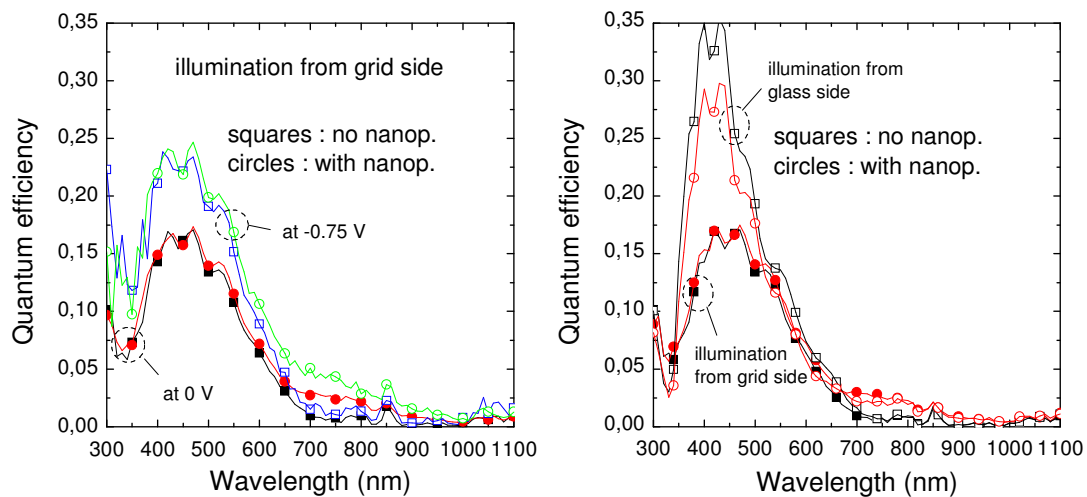 0,35
0,30
0,25
0,20
0,15
0,10
0,05
0,00
Quantum efficiency
illumination from grid side
squares : no nanop.
circles : with nanop.
at -0.75 V
at 0 V
300 400 500 600 700 800 900 1000 1100
Wavelength (nm)
0,35
0,30
0,25
0,20
0,15
0,10
0,05
0,00
Quantum efficiency
illumination from
glass side
squares : no nanop.
circles : with nanop.
illumination
from grid side
300 400 500 600 700 800 900 1000 1100
Wavelength (nm)